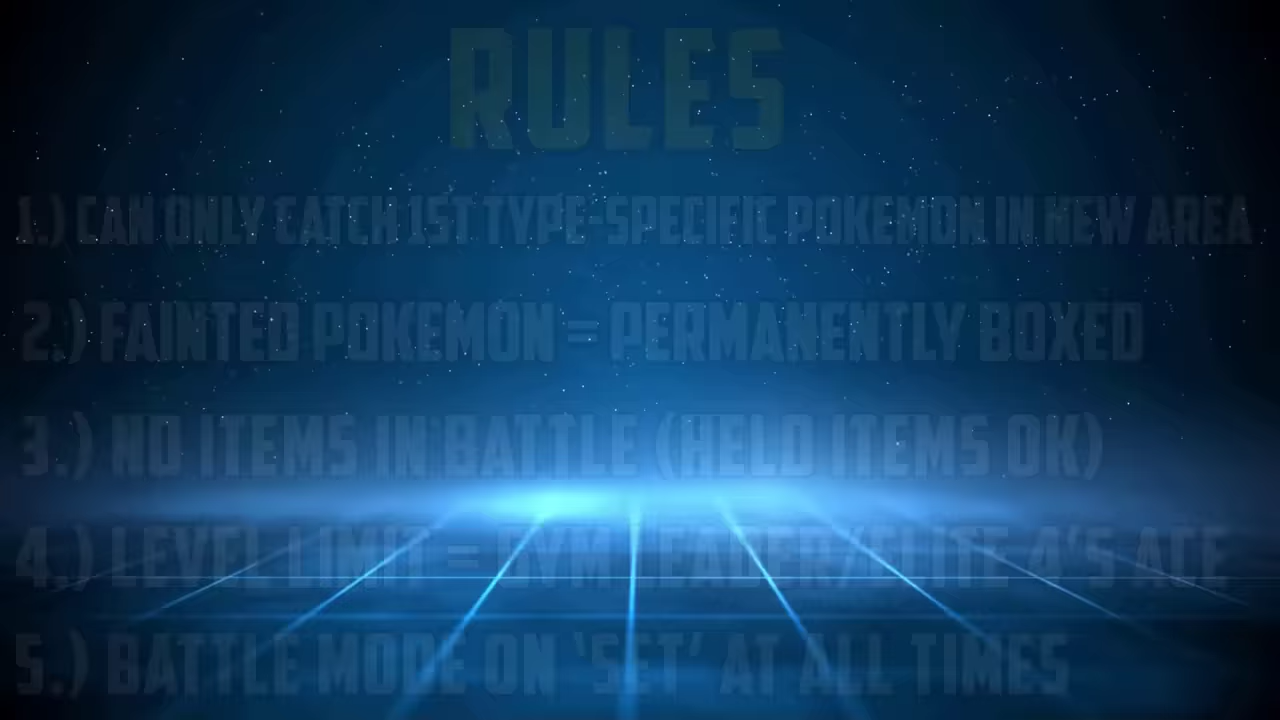 RULES
1.) CAN ONLY CATCH 1ST TYPE-SPECIFIC POKEMON IN NEW AREA
2.) FAINTED POKEMON = PERMANENTLY BOXED
3.) NO ITEMS IN BATTLE (HELD ITEMS OK)
4.) LEVEL LIMIT = GYM LEADER/ELITE 4'S ACE
5.) BATTLE MODE ON 'SET' AT ALL TIMES